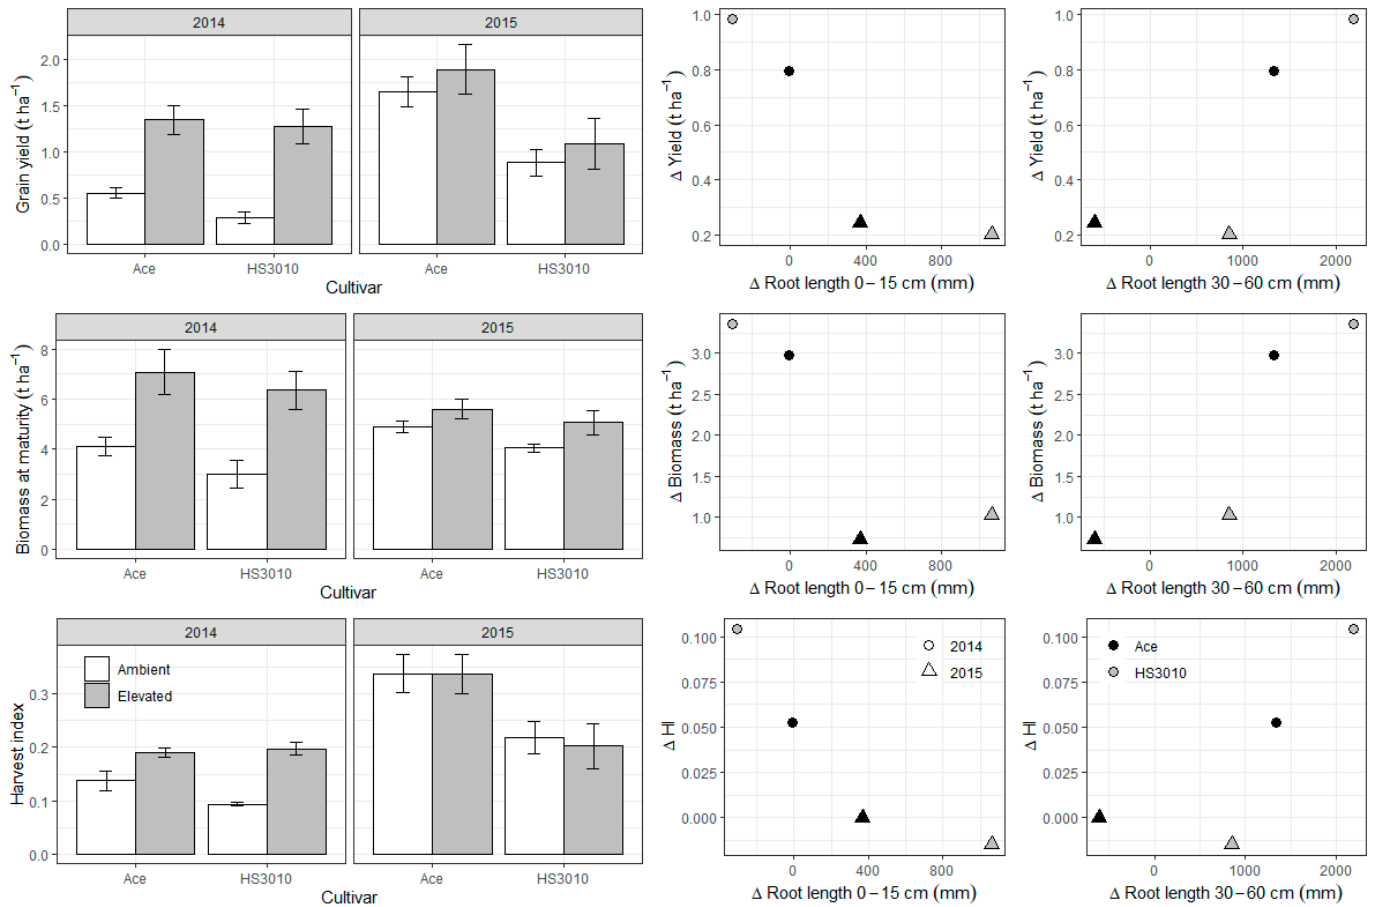 2014 2015
Grain yield (t ha⁻¹)
2.0
1.5
1.0
0.5
0.0
Ace HS3010 Ace HS3010
Cultivar
Δ Yield (t ha⁻¹)
1.0
0.8
0.6
0.4
0.2
0 400 800
Δ Root length 0−15 cm (mm)
Δ Yield (t ha⁻¹)
1.0
0.8
0.6
0.4
0.2
0 1000 2000
Δ Root length 30−60 cm (mm)
2014 2015
Biomass at maturity (t ha⁻¹)
8
6
4
2
0
Ace HS3010 Ace HS3010
Cultivar
Δ Biomass (t ha⁻¹)
3.0
2.5
2.0
1.5
1.0
0 400 800
Δ Root length 0−15 cm (mm)
Δ Biomass (t ha⁻¹)
3.0
2.5
2.0
1.5
1.0
0 1000 2000
Δ Root length 30−60 cm (mm)
2014 2015
Harvest index
Ambient
Elevated
0.3
0.2
0.1
0.0
Ace HS3010 Ace HS3010
Cultivar
Δ HI
0.100
0.075
0.050
0.025
0.000
2014
2015
0 400 800
Δ Root length 0−15 cm (mm)
Δ HI
0.100
0.075
0.050
0.025
0.000
Ace
HS3010
0 1000 2000
Δ Root length 30−60 cm (mm)